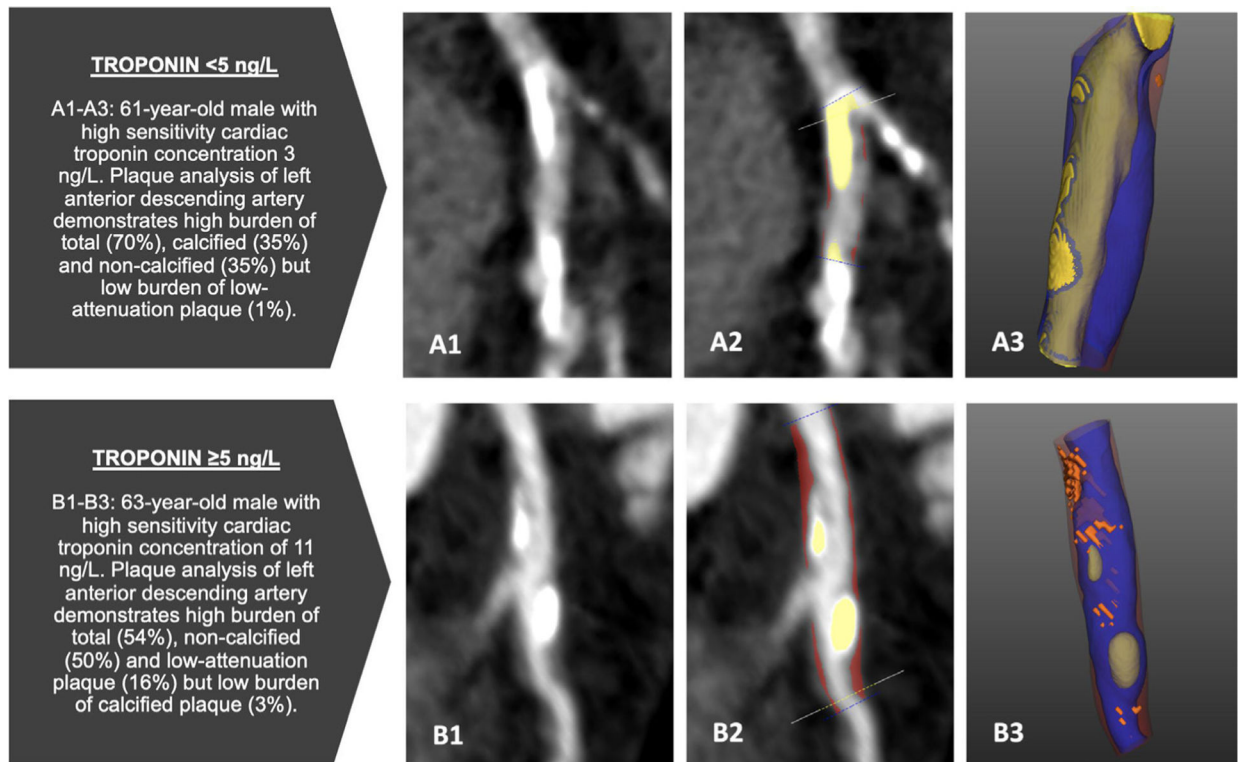 TROPONIN <5 ng/L
A1-A3: 61-year-old male with
high sensitivity cardiac
troponin concentration 3
ng/L. Plaque analysis of left
anterior descending artery
demonstrates high burden of
total (70%), calcified (35%)
and non-calcified (35%) but
low burden of low-
attenuation plaque (1%).
A1
A2
A3
TROPONIN ≥5 ng/L
B1-B3: 63-year-old male with
high sensitivity cardiac
troponin concentration of 11
ng/L. Plaque analysis of left
anterior descending artery
demonstrates high burden of
total (54%), non-calcified
(50%) and low-attenuation
plaque (16%) but low burden
of calcified plaque (3%).
B1
B2
B3